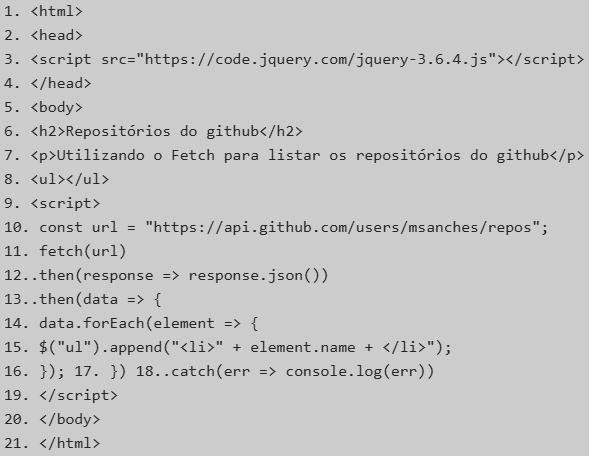 1. <html>
2. <head>
3. <script src="https://code.jquery.com/jquery-3.6.4.js"></script>
4. </head>
5. <body>
6. <h2>Repositórios do github</h2>
7. <p>Utilizando o Fetch para listar os repositórios do github</p>
8. <ul></ul>
9. <script>
10. const url = "https://api.github.com/users/msanches/repos";
11. fetch(url)
12..then(response => response.json())
13..then(data => {
14. data.forEach(element => {
15. $("ul").append("<li>" + element.name + </li>");
16. }); 17. }) 18..catch(err => console.log(err))
19. </script>
20. </body>
21. </html>